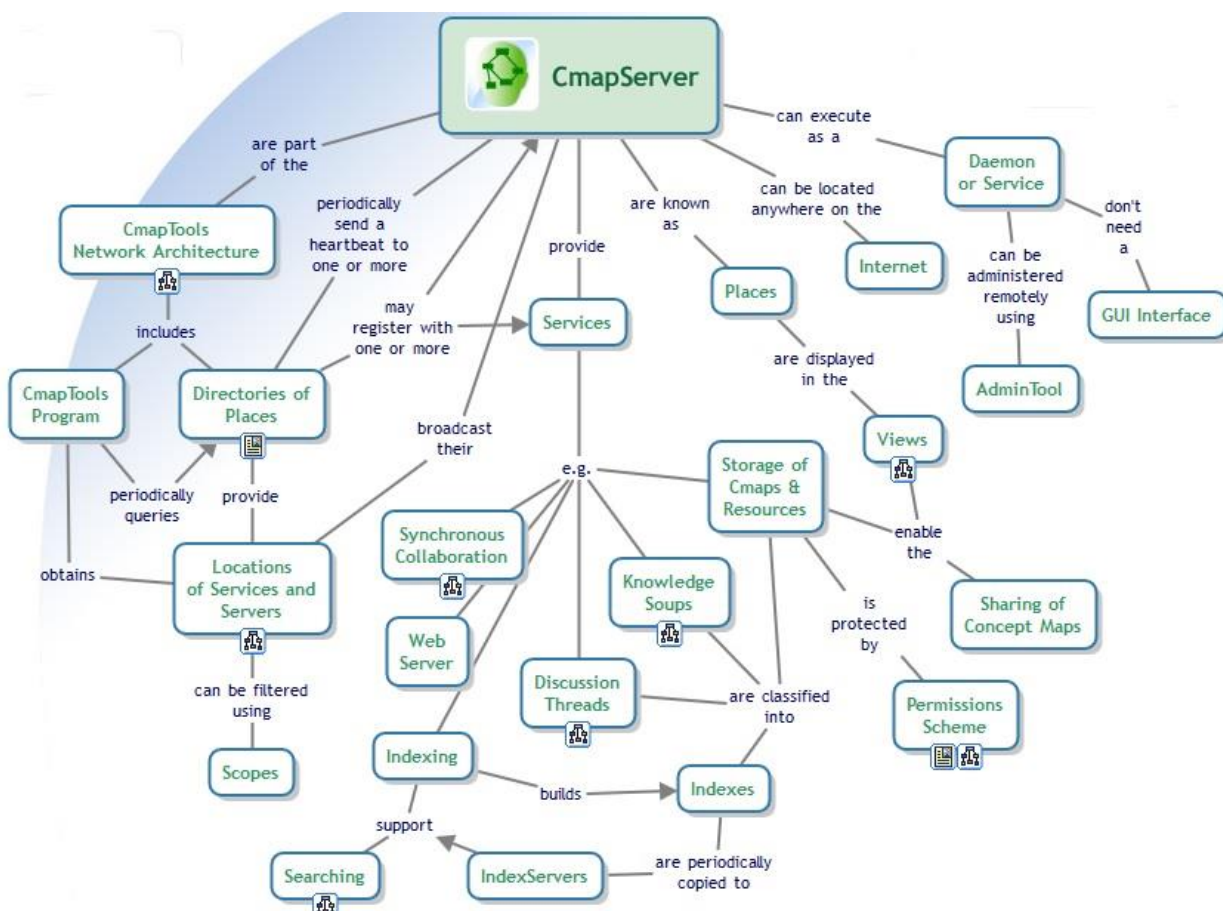 CmapServer
are part
of the
can execute
as a
Daemon
or Service
periodically
send a
heartbeat to
one or more
are known
as
can be located
anywhere on the
don't
need
a
CmapTools
Network Architecture
provide
Internet
can be
administered
remotely
using
Places
GUI Interface
may
register with
one or more
Services
includes
are displayed
in the
CmapTools
Program
Directories of
Places
AdminTool
broadcast
their
Views
e.g.
Storage of
Cmaps &
Resources
periodically
queries
provide
enable
the
Synchronous
Collaboration
obtains
Locations
of Services and
Servers
Knowledge
Soups
is
protected
by
Sharing of
Concept Maps
Web
Server
can be filtered
using
Discussion
Threads
are classified
into
Permissions
Scheme
Scopes
Indexing
builds
Indexes
support
Searching
IndexServers
are periodically
copied to